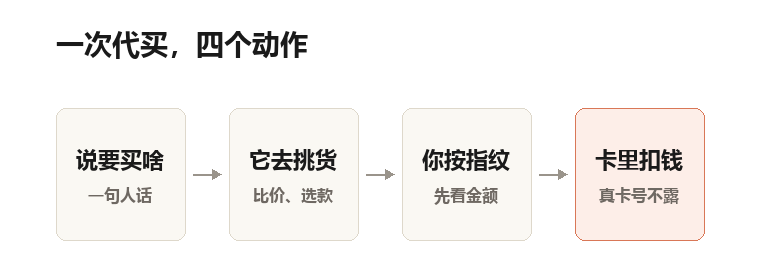 一次代买，四个动作
说要买啥
一句人话
它去挑货
比价、选款
你按指纹
先看金额
卡里扣钱
真卡号不露